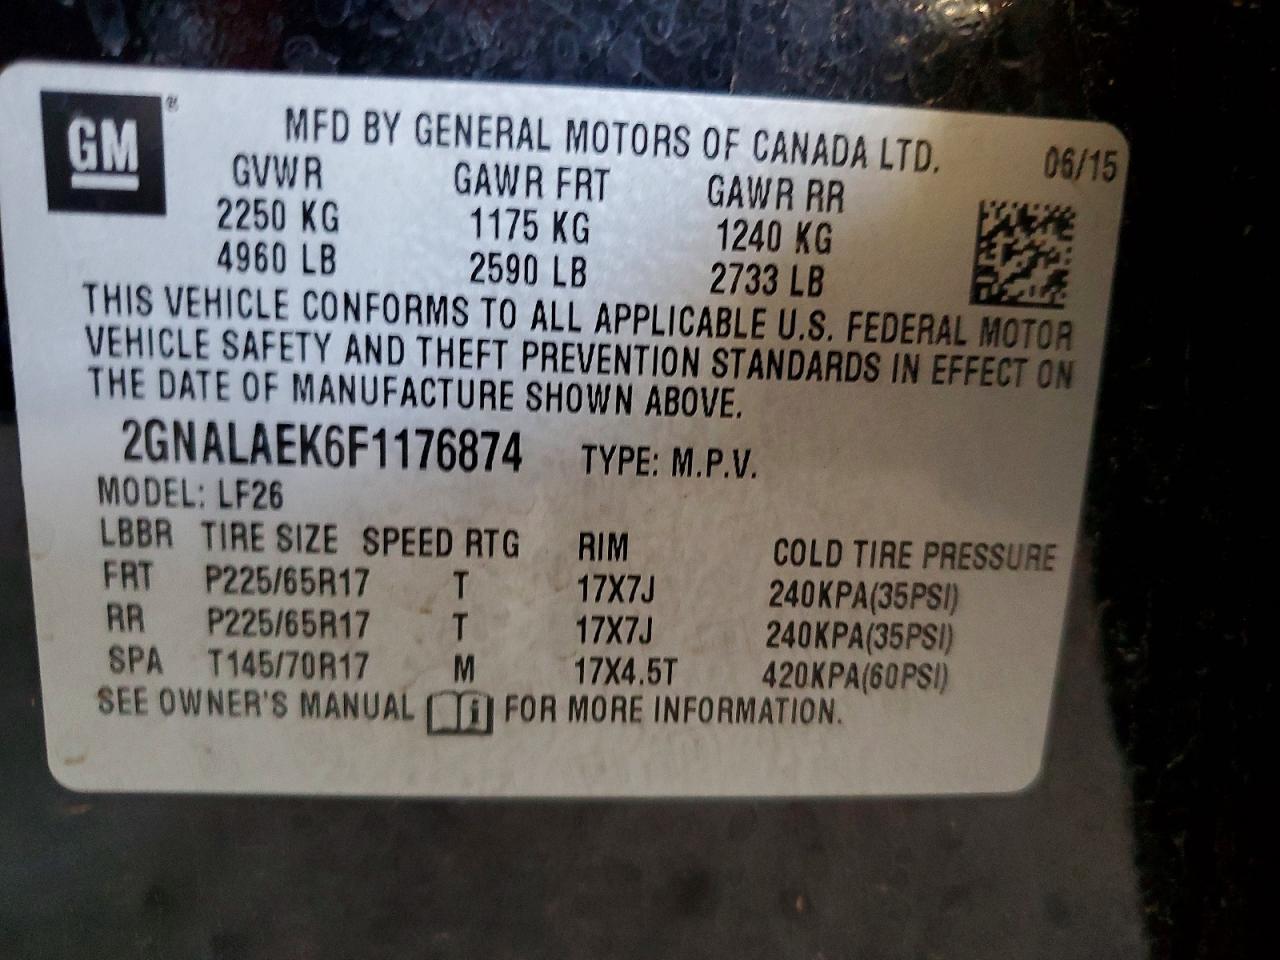 GM ®
MFD BY GENERAL MOTORS OF CANADA LTD. 06/15
GVWR GAWR FRT GAWR RR
2250 KG 1175 KG 1240 KG
4960 LB 2590 LB 2733 LB
THIS VEHICLE CONFORMS TO ALL APPLICABLE U.S. FEDERAL MOTOR
VEHICLE SAFETY AND THEFT PREVENTION STANDARDS IN EFFECT ON
THE DATE OF MANUFACTURE SHOWN ABOVE.
2GNALAEK6F1176874 TYPE: M.P.V.
MODEL: LF26
LBBR TIRE SIZE SPEED RTG RIM COLD TIRE PRESSURE
FRT P225/65R17 T 17X7J 240KPA(35PSI)
RR P225/65R17 T 17X7J 240KPA(35PSI)
SPA T145/70R17 M 17X4.5T 420KPA(60PSI)
SEE OWNER'S MANUAL i FOR MORE INFORMATION.